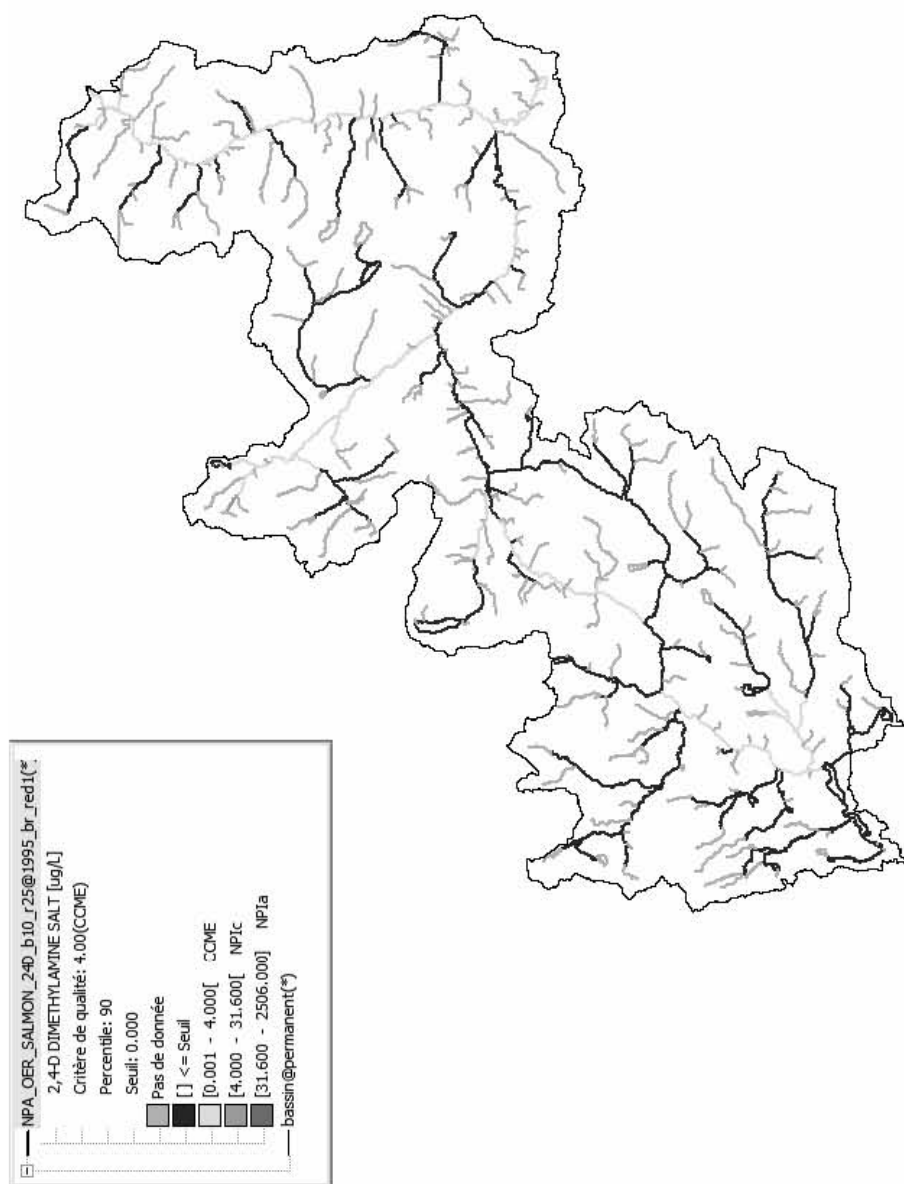 NPA_OER_SALMON_24D_b10_r25@1995_br_red1(*
2,4-D DIMETHYLAMINE SALT [ug/L]
Critère de qualité: 4.00(CCME)
Percentile: 90
Seuil: 0.000
Pas de donnée
[] <= Seuil
[0.001 - 4.000[ CCME
[4.000 - 31.600[ NPIc
[31.600 - 2506.000] NPIa
bassin@permanent(*)